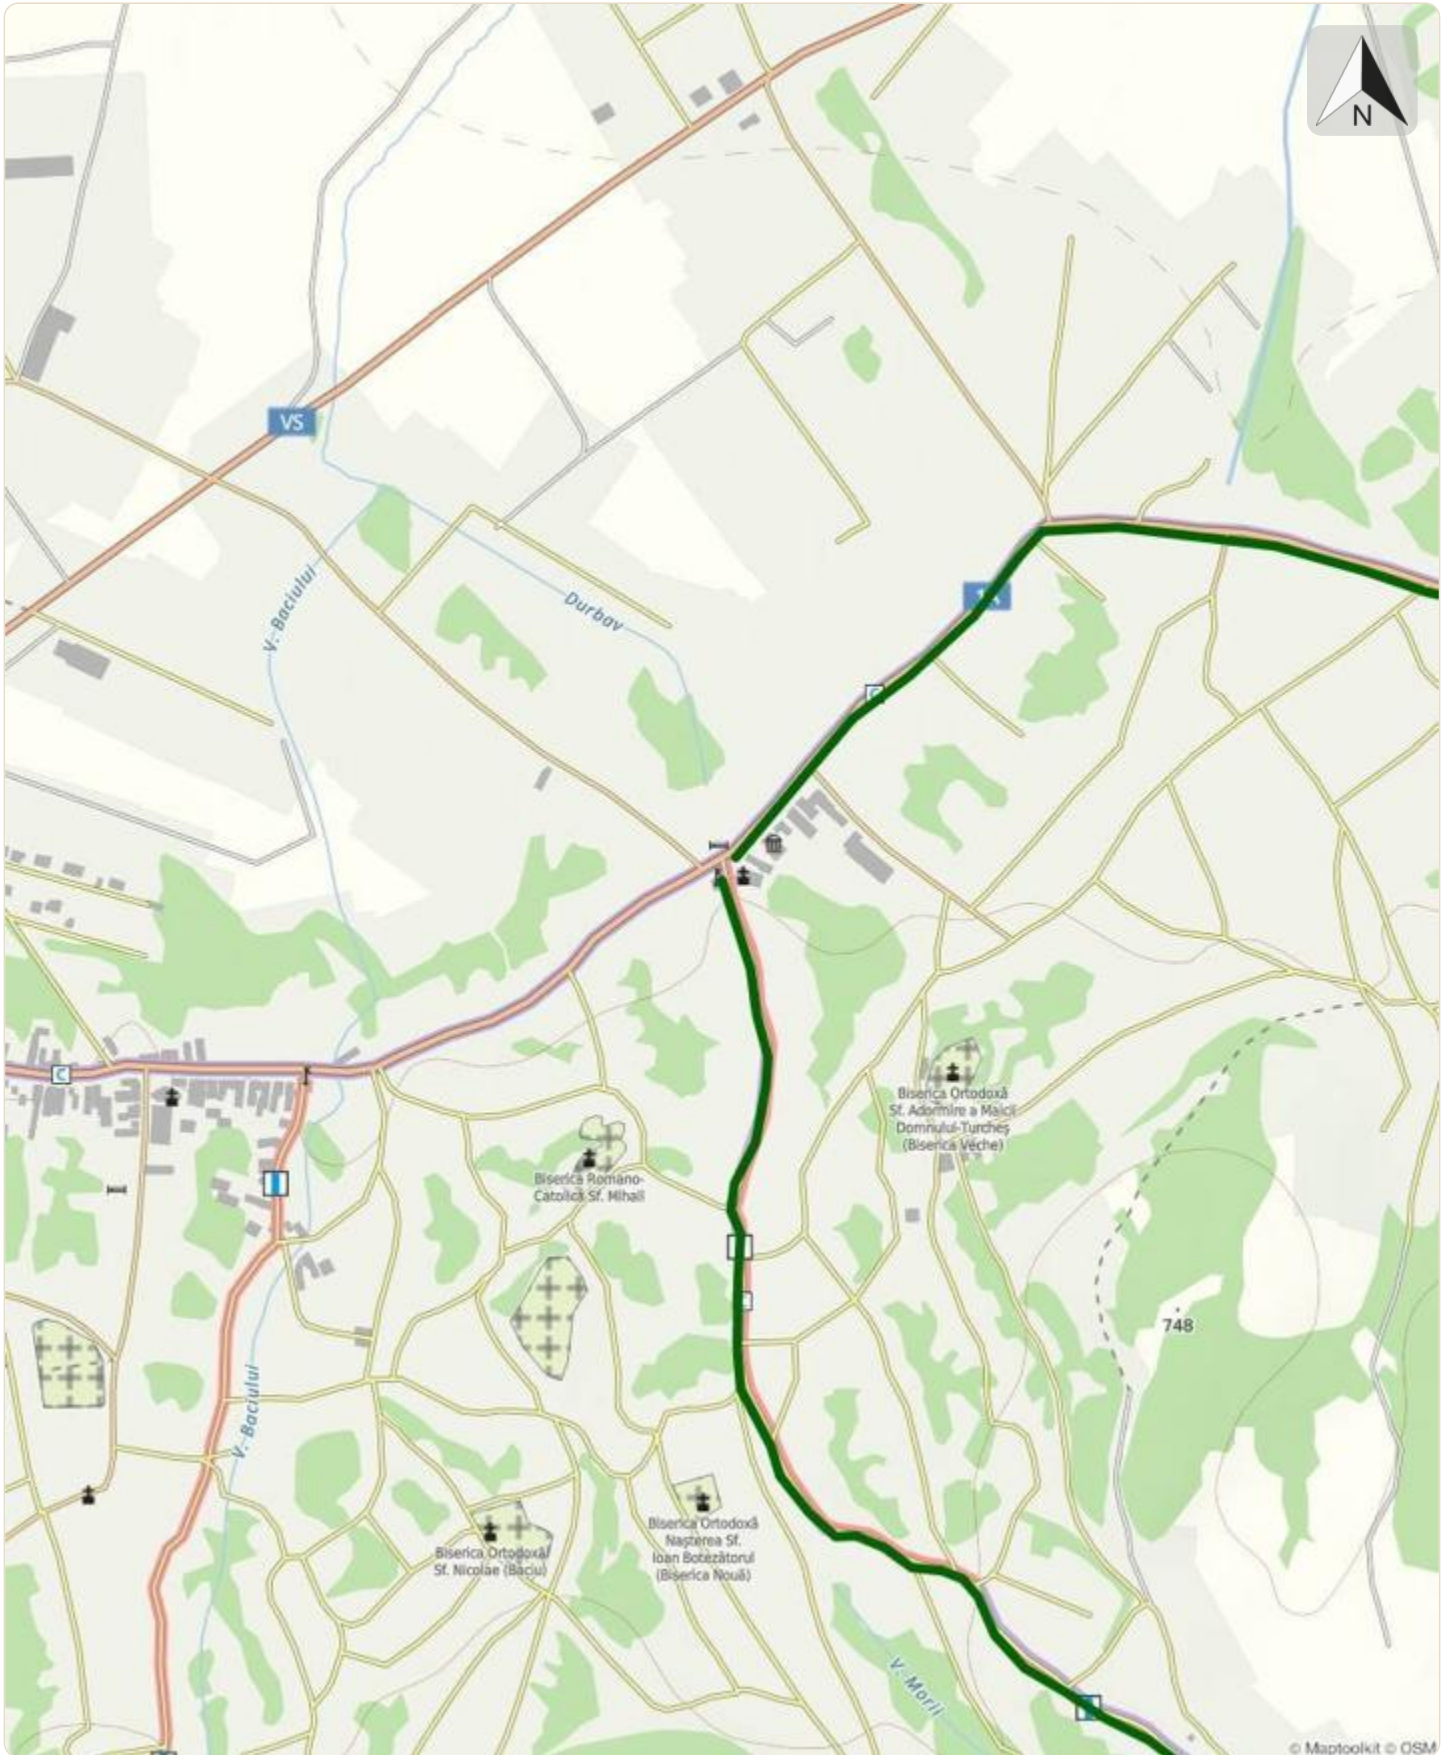 N
VS
V. Baciului
Durbav
C
C
Biserica Ortodoxă
Sf. Adormire a Maicii
Domnului-Turcheș
(Biserica Veche)
Biserica Romano-
Catolică Sf. Mihail
748
V. Baciului
Biserica Ortodoxă
Nașterea Sf.
Ioan Botezătorul
(Biserica Nouă)
Biserica Ortodoxă
Sf. Nicolae (Baciu)
V. Morii
© Maptoolkit © OSM